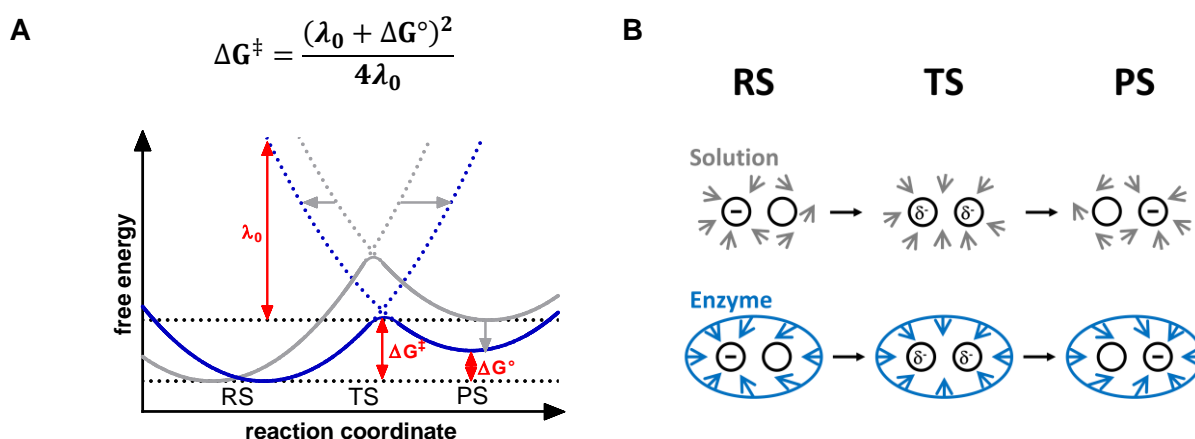 A
ΔG‡ = (λ₀ + ΔG°)² / 4λ₀
free energy
λ₀
ΔG‡
ΔG°
RS TS PS
reaction coordinate
B
RS TS PS
Solution
− δ- δ- −
Enzyme
− δ- δ- −